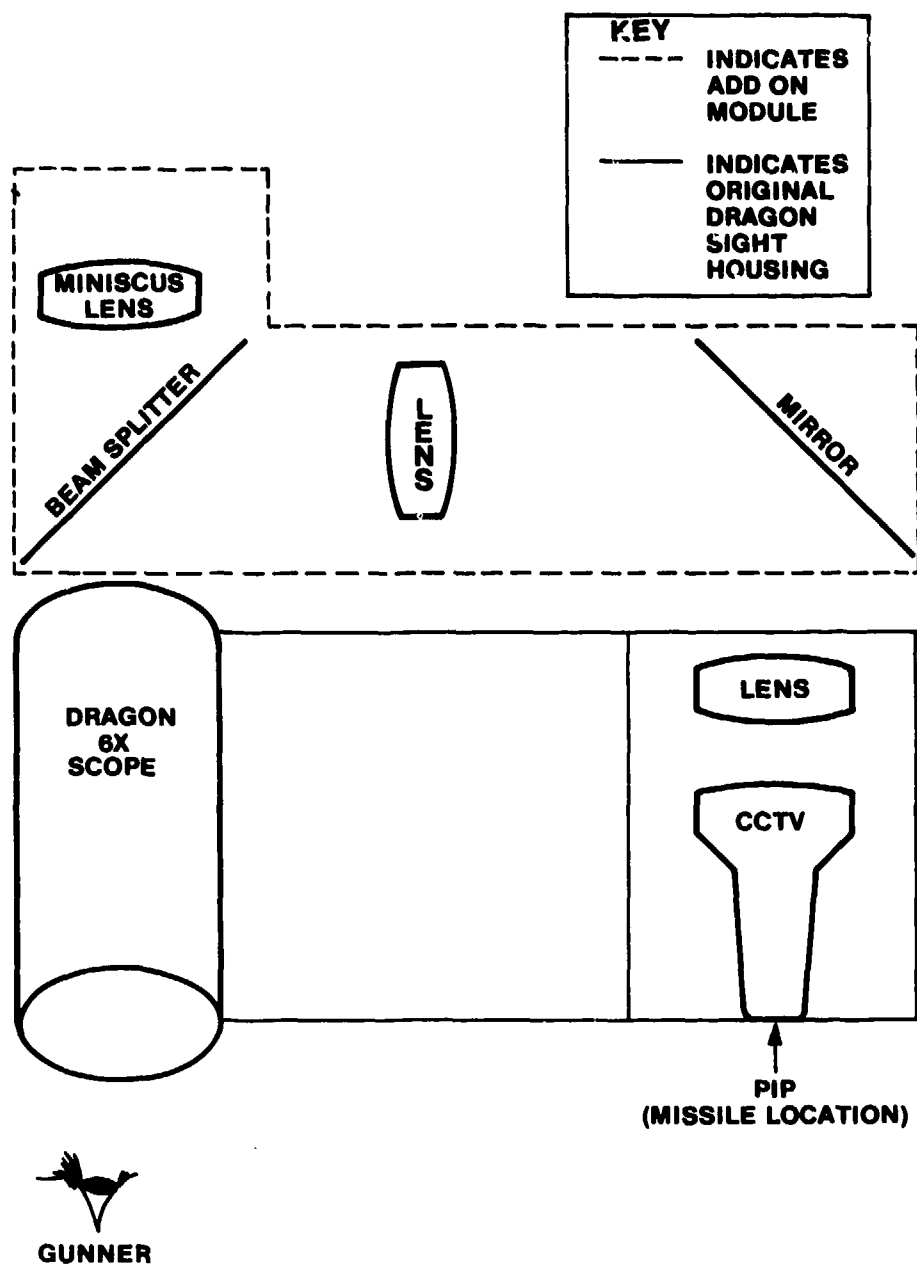 KEY
INDICATES
ADD ON
MODULE
INDICATES
ORIGINAL
DRAGON
SIGHT
HOUSING
MINISCUS
LENS
BEAM SPLITTER
LENS
MIRROR
DRAGON
6X
SCOPE
LENS
CCTV
PIP
(MISSILE LOCATION)
GUNNER